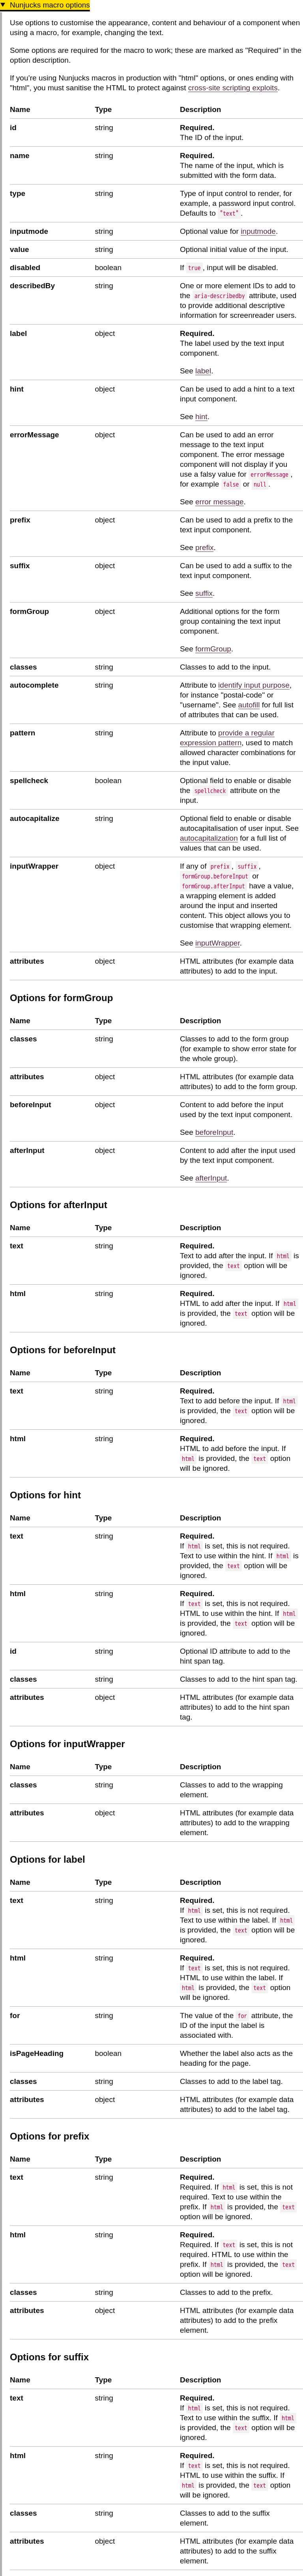 Nunjucks macro options
Use options to customise the appearance, content and behaviour of a component when
using a macro, for example, changing the text.
Some options are required for the macro to work; these are marked as "Required" in the
option description.
If you're using Nunjucks macros in production with "html" options, or ones ending with
"html", you must sanitise the HTML to protect against cross-site scripting exploits.
Name Type Description
id string Required.
The ID of the input.
name string Required.
The name of the input, which is
submitted with the form data.
type string Type of input control to render, for
example, a password input control.
Defaults to "text".
inputmode string Optional value for inputmode.
value string Optional initial value of the input.
disabled boolean If true, input will be disabled.
describedBy string One or more element IDs to add to
the aria-describedby attribute, used
to provide additional descriptive
information for screenreader users.
label object Required.
The label used by the text input
component.
See label.
hint object Can be used to add a hint to a text
input component.
See hint.
errorMessage object Can be used to add an error
message to the text input
component. The error message
component will not display if you
use a falsy value for errorMessage,
for example false or null.
See error message.
prefix object Can be used to add a prefix to the
text input component.
See prefix.
suffix object Can be used to add a suffix to the
text input component.
See suffix.
formGroup object Additional options for the form
group containing the text input
component.
See formGroup.
classes string Classes to add to the input.
autocomplete string Attribute to identify input purpose,
for instance "postal-code" or
"username". See autofill for full list
of attributes that can be used.
pattern string Attribute to provide a regular
expression pattern, used to match
allowed character combinations for
the input value.
spellcheck boolean Optional field to enable or disable
the spellcheck attribute on the
input.
autocapitalize string Optional field to enable or disable
autocapitalisation of user input. See
autocapitalization for a full list of
values that can be used.
inputWrapper object If any of prefix, suffix,
formGroup.beforeInput or
formGroup.afterInput have a value,
a wrapping element is added
around the input and inserted
content. This object allows you to
customise that wrapping element.
See inputWrapper.
attributes object HTML attributes (for example data
attributes) to add to the input.
Options for formGroup
Name Type Description
classes string Classes to add to the form group
(for example to show error state for
the whole group).
attributes object HTML attributes (for example data
attributes) to add to the form group.
beforeInput object Content to add before the input
used by the text input component.
See beforeInput.
afterInput object Content to add after the input used
by the text input component.
See afterInput.
Options for afterInput
Name Type Description
text string Required.
Text to add after the input. If html is
provided, the text option will be
ignored.
html string Required.
HTML to add after the input. If html
is provided, the text option will be
ignored.
Options for beforeInput
Name Type Description
text string Required.
Text to add before the input. If html
is provided, the text option will be
ignored.
html string Required.
HTML to add before the input. If
html is provided, the text option
will be ignored.
Options for hint
Name Type Description
text string Required.
If html is set, this is not required.
Text to use within the hint. If html is
provided, the text option will be
ignored.
html string Required.
If text is set, this is not required.
HTML to use within the hint. If html
is provided, the text option will be
ignored.
id string Optional ID attribute to add to the
hint span tag.
classes string Classes to add to the hint span tag.
attributes object HTML attributes (for example data
attributes) to add to the hint span
tag.
Options for inputWrapper
Name Type Description
classes string Classes to add to the wrapping
element.
attributes object HTML attributes (for example data
attributes) to add to the wrapping
element.
Options for label
Name Type Description
text string Required.
If html is set, this is not required.
Text to use within the label. If html
is provided, the text option will be
ignored.
html string Required.
If text is set, this is not required.
HTML to use within the label. If
html is provided, the text option
will be ignored.
for string The value of the for attribute, the
ID of the input the label is
associated with.
isPageHeading boolean Whether the label also acts as the
heading for the page.
classes string Classes to add to the label tag.
attributes object HTML attributes (for example data
attributes) to add to the label tag.
Options for prefix
Name Type Description
text string Required.
Required. If html is set, this is not
required. Text to use within the
prefix. If html is provided, the text
option will be ignored.
html string Required.
Required. If text is set, this is not
required. HTML to use within the
prefix. If html is provided, the text
option will be ignored.
classes string Classes to add to the prefix.
attributes object HTML attributes (for example data
attributes) to add to the prefix
element.
Options for suffix
Name Type Description
text string Required.
If html is set, this is not required.
Text to use within the suffix. If html
is provided, the text option will be
ignored.
html string Required.
If text is set, this is not required.
HTML to use within the suffix. If
html is provided, the text option
will be ignored.
classes string Classes to add to the suffix
element.
attributes object HTML attributes (for example data
attributes) to add to the suffix
element.